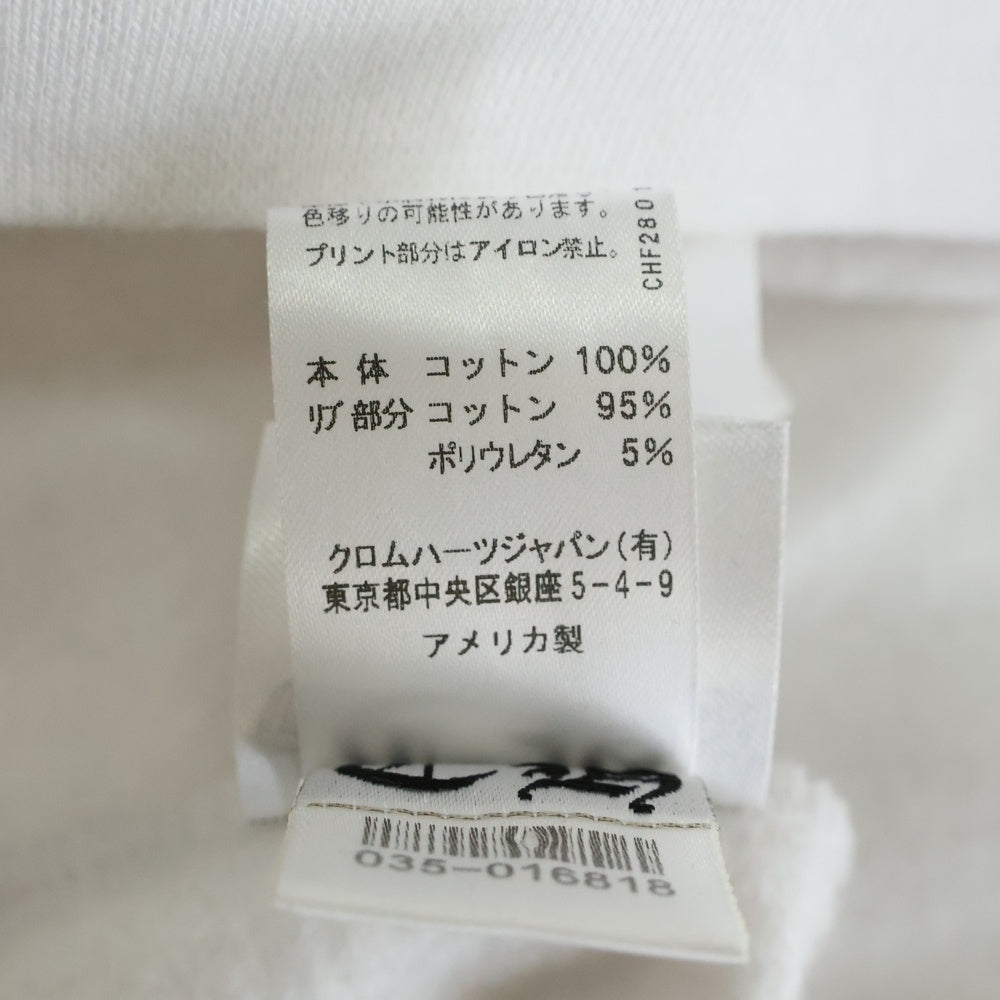 色移りの可能性があります。
プリント部分はアイロン禁止。
CHF2801
本体 コットン 100%
リブ部分 コットン 95%
ポリウレタン 5%
クロムハーツジャパン(有)
東京都中央区銀座5-4-9
アメリカ製
035-016818